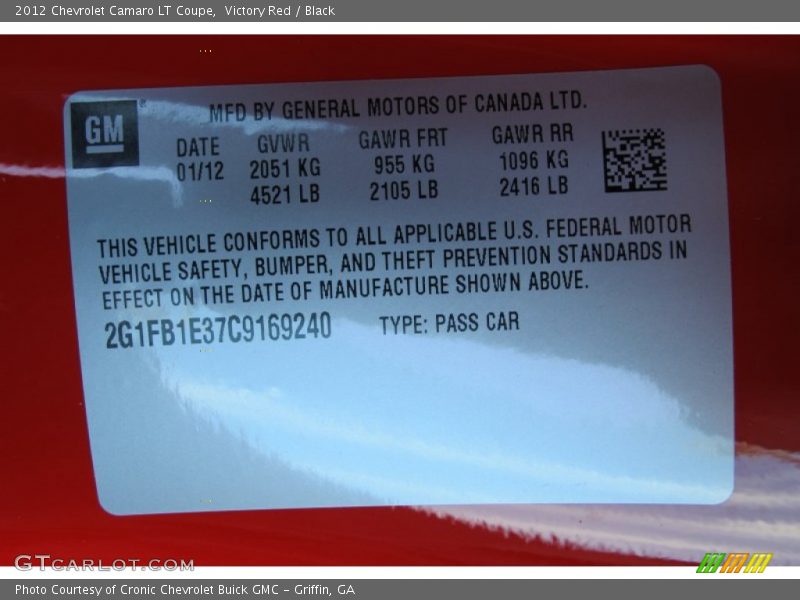 2012 Chevrolet Camaro LT Coupe,  Victory Red / Black
GM ®
MFD BY GENERAL MOTORS OF CANADA LTD.
DATE GVWR GAWR FRT GAWR RR
01/12 2051 KG 955 KG 1096 KG
4521 LB 2105 LB 2416 LB
THIS VEHICLE CONFORMS TO ALL APPLICABLE U.S. FEDERAL MOTOR
VEHICLE SAFETY, BUMPER, AND THEFT PREVENTION STANDARDS IN
EFFECT ON THE DATE OF MANUFACTURE SHOWN ABOVE.
2G1FB1E37C9169240 TYPE: PASS CAR
GTCARLOT.COM
Photo Courtesy of Cronic Chevrolet Buick GMC – Griffin, GA